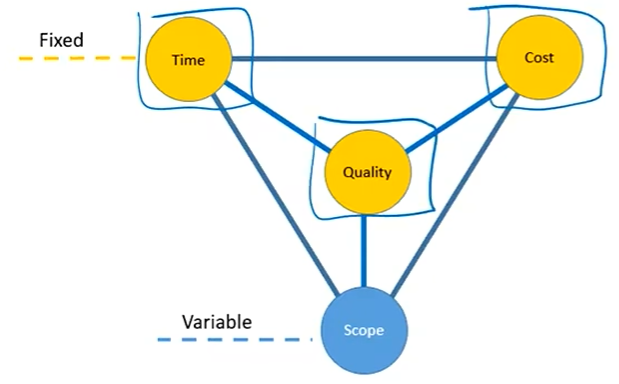 Fixed
Time
Cost
Quality
Variable
Scope